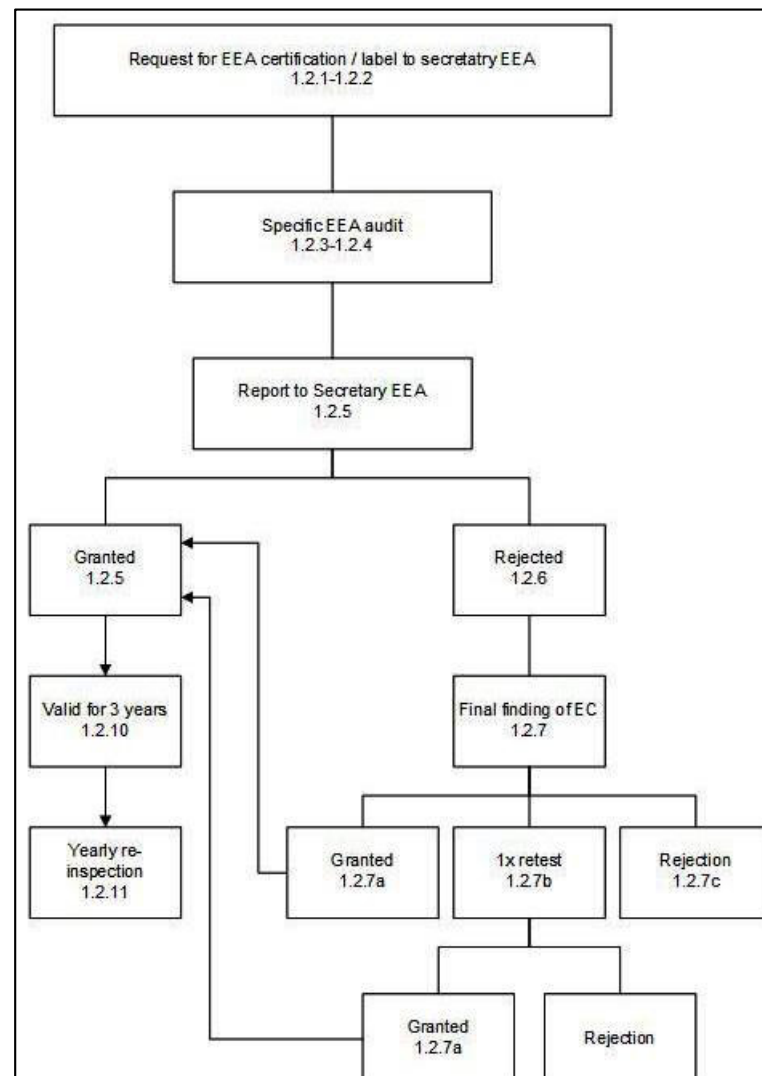 Request for EEA certification / label to secretatry EEA
1.2.1-1.2.2
Specific EEA audit
1.2.3-1.2.4
Report to Secretary EEA
1.2.5
Granted
1.2.5
Rejected
1.2.6
Valid for 3 years
1.2.10
Final finding of EC
1.2.7
Yearly re-
inspection
1.2.11
Granted
1.2.7a
1x retest
1.2.7b
Rejection
1.2.7c
Granted
1.2.7a
Rejection